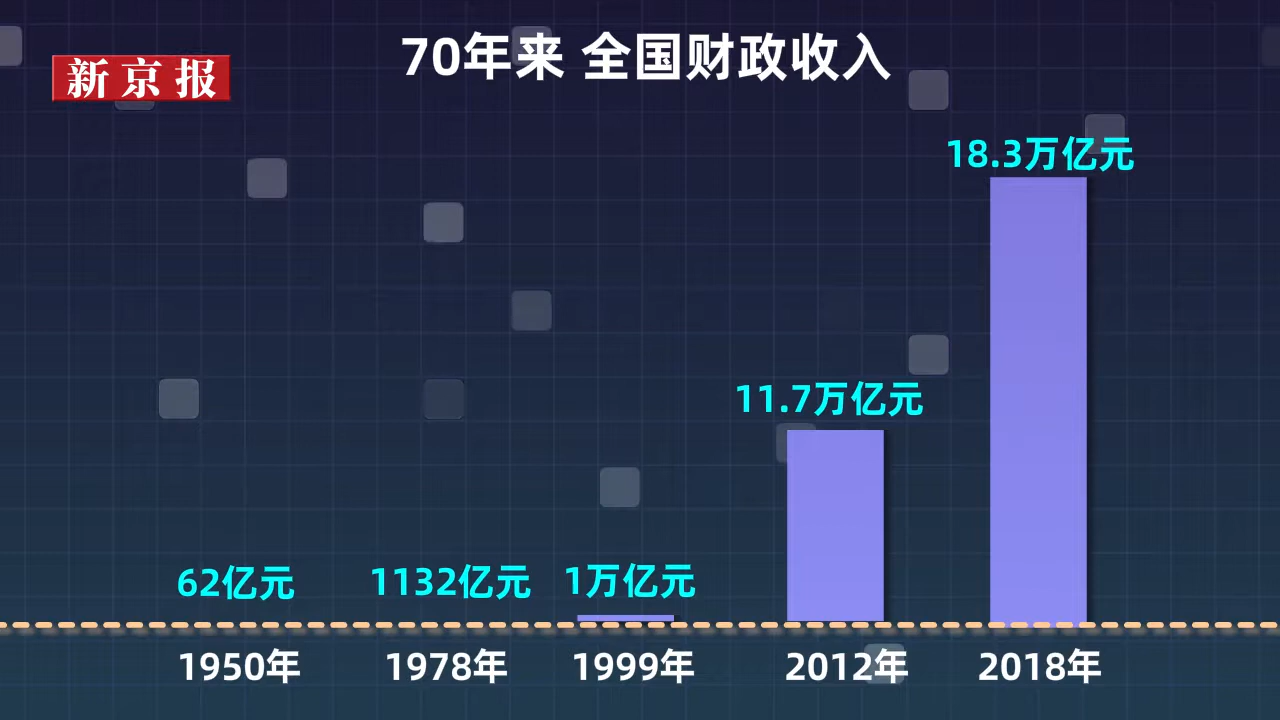 70年来 全国财政收入
新京报
18.3万亿元
11.7万亿元
62亿元 1132亿元 1万亿元
1950年 1978年 1999年 2012年 2018年